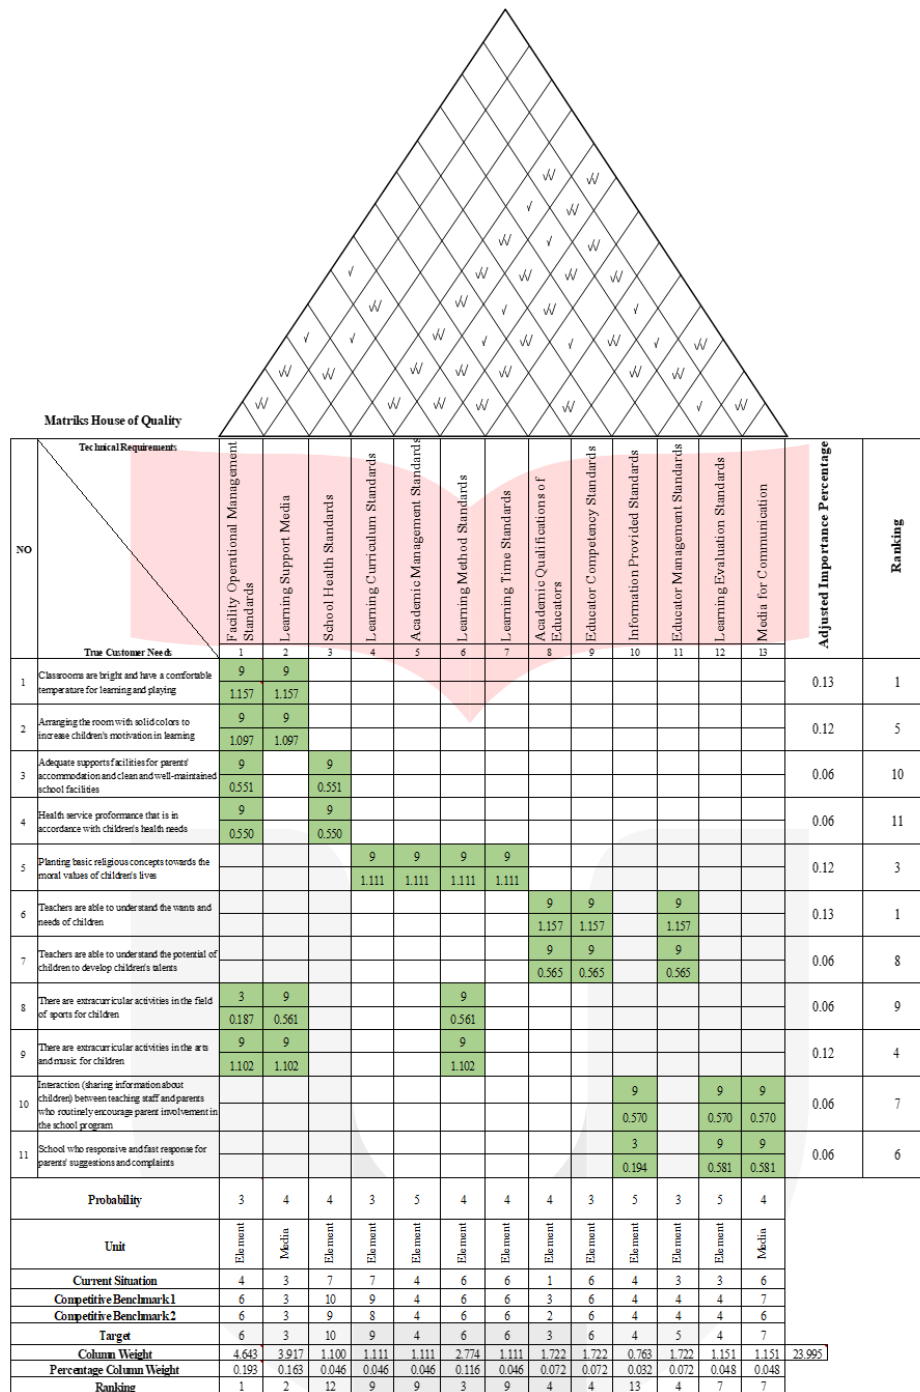 √√ √√
√ √√
√√ √ √√
√ √√ √√ √√ √√
√√ √√ √ √√ √
√ √ √√ √ √√ √ √√ √ √√
√√ √√ √√ √√ √√ √√ √√
√√ √√ √√ √√ √√ √ √√
Matriks House of Quality
Technical Requirements
NO
True Customer Needs
Facility Operational Management
Standards
Learning Support Media
School Health Standards
Learning Curriculum Standards
Academic Management Standards
Learning Method Standards
Learning Time Standards
Academic Qualifications of
Educators
Educator Competency Standards
Information Provided Standards
Educator Management Standards
Learning Evaluation Standards
Media for Communication
Adjusted Importance Percentage
Ranking
1 2 3 4 5 6 7 8 9 10 11 12 13
1
Classrooms are bright and have a comfortable
temperature for learning and playing
9 9
1.157 1.157
0.13 1
2
Arranging the room with solid colors to
increase children's motivation in learning
9 9
1.097 1.097
0.12 5
3
Adequate supports facilities for parents'
accommodation and clean and well-maintained
school facilities
9 9
0.551 0.551
0.06 10
4
Health service proformance that is in
accordance with children's health needs
9 9
0.550 0.550
0.06 11
5
Planting basic religious concepts towards the
moral values of children's lives
9 9 9 9
1.111 1.111 1.111 1.111
0.12 3
6
Teachers are able to understand the wants and
needs of children
9 9 9
1.157 1.157 1.157
0.13 1
7
Teachers are able to understand the potential of
children to develop children's talents
9 9 9
0.565 0.565 0.565
0.06 8
8
There are extracurricular activities in the field
of sports for children
3 9 9
0.187 0.561 0.561
0.06 9
9
There are extracurricular activities in the arts
and music for children
9 9 9
1.102 1.102 1.102
0.12 4
10
Interaction (sharing information about
children) between teaching staff and parents
who routinely encourage parent involvement in
the school program
9 9 9
0.570 0.570 0.570
0.06 7
11
School who responsive and fast response for
parents' suggestions and complaints
3 9 9
0.194 0.581 0.581
0.06 6
Probability 3 4 4 3 5 4 4 4 3 5 3 5 4
Unit Element Media Element Element Element Element Element Element Element Element Element Element Media
Current Situation 4 3 7 7 4 6 6 1 6 4 3 3 6
Competitive Benchmark 1 6 3 10 9 4 6 6 3 6 4 4 4 7
Competitive Benchmark 2 6 3 9 8 4 6 6 2 6 4 4 4 6
Target 6 3 10 9 4 6 6 3 6 4 5 4 7
Column Weight 4.643 3.917 1.100 1.111 1.111 2.774 1.111 1.722 1.722 0.763 1.722 1.151 1.151 23.995
Percentage Column Weight 0.193 0.163 0.046 0.046 0.046 0.116 0.046 0.072 0.072 0.032 0.072 0.048 0.048
Ranking 1 2 12 9 9 3 9 4 4 13 4 7 7